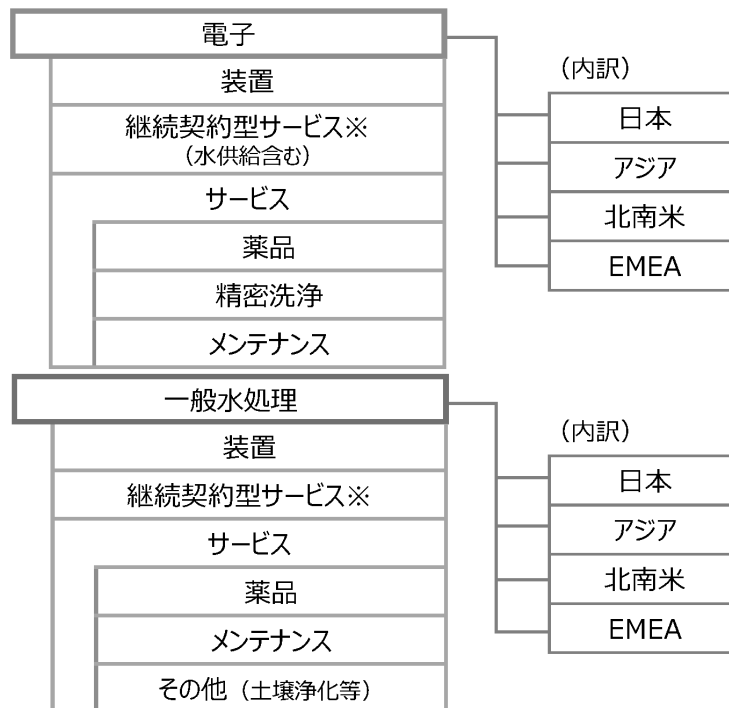 電子
装置
継続契約型サービス※
（水供給含む）
サービス
薬品
精密洗浄
メンテナンス
（内訳）
日本
アジア
北南米
EMEA
一般水処理
装置
継続契約型サービス※
サービス
薬品
メンテナンス
その他（土壌浄化等）
（内訳）
日本
アジア
北南米
EMEA